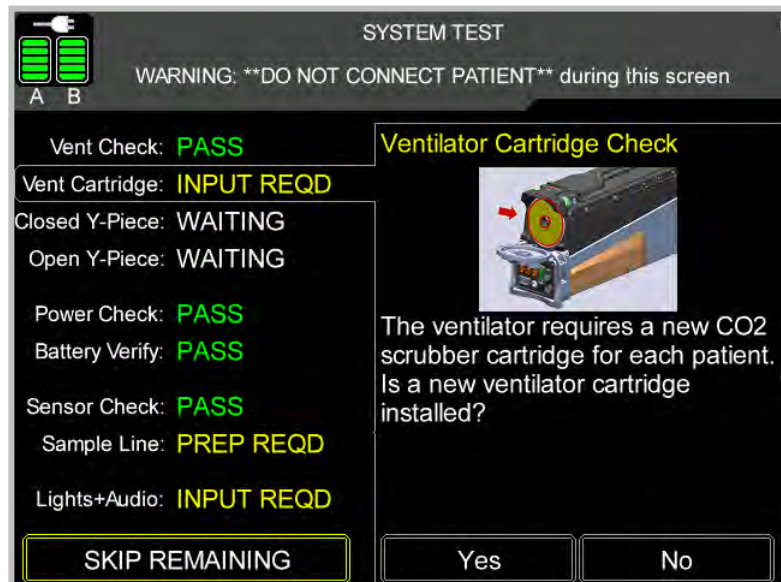 SYSTEM TEST
WARNING: **DO NOT CONNECT PATIENT** during this screen
A B
Vent Check: PASS
Vent Cartridge: INPUT REQD
Closed Y-Piece: WAITING
Open Y-Piece: WAITING
Power Check: PASS
Battery Verify: PASS
Sensor Check: PASS
Sample Line: PREP REQD
Lights+Audio: INPUT REQD
SKIP REMAINING
Ventilator Cartridge Check
The ventilator requires a new CO2
scrubber cartridge for each patient.
Is a new ventilator cartridge
installed?
Yes
No